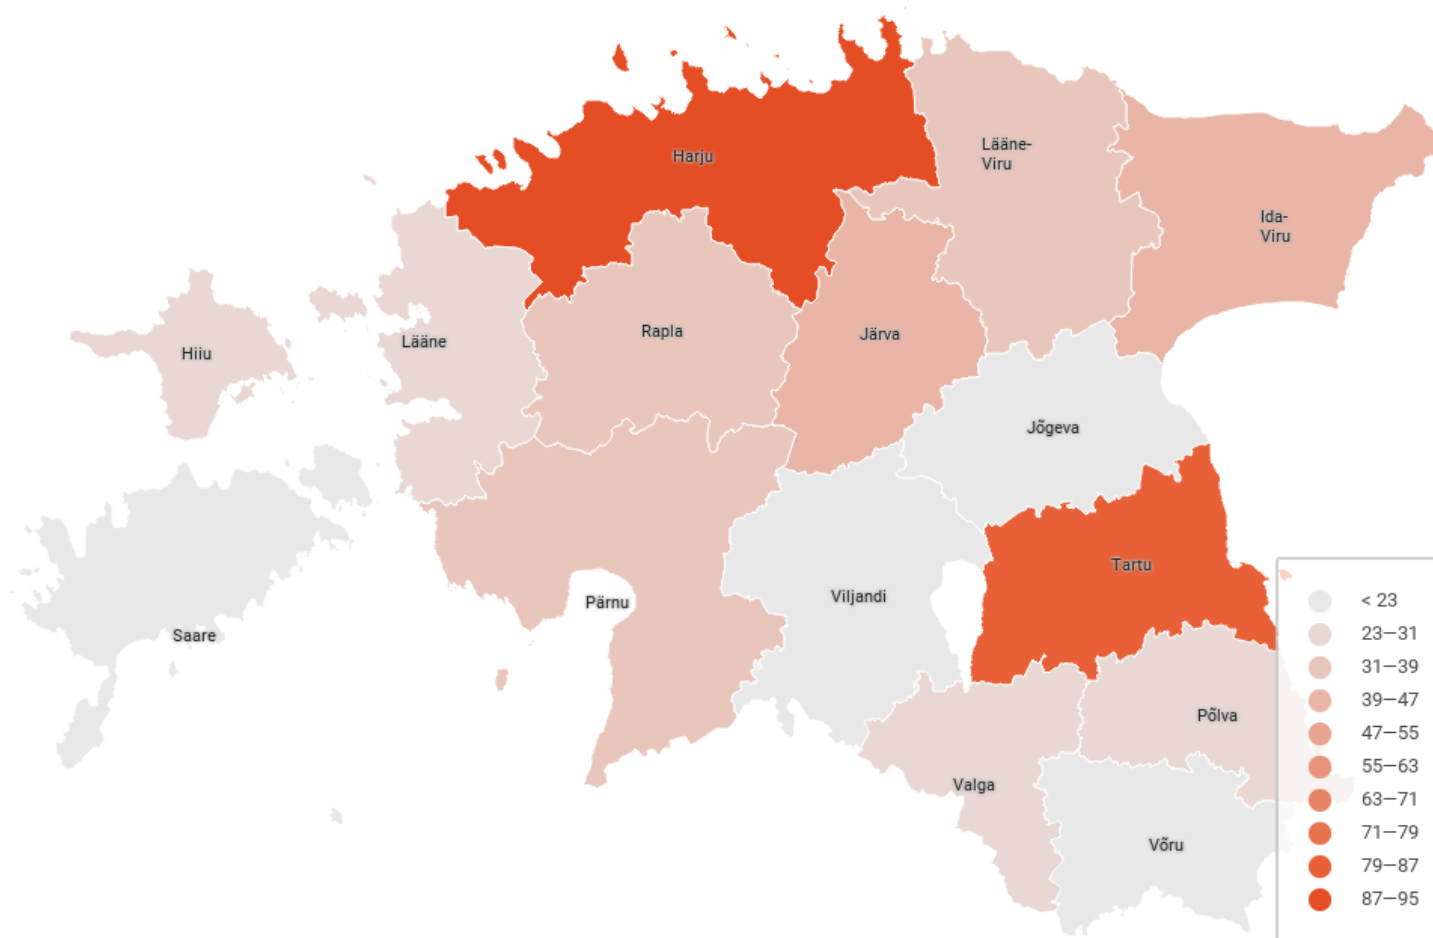 Harju
Lääne-
Viru
Ida-
Viru
Rapla
Järva
Lääne
Hiiu
Jõgeva
Tartu
Viljandi
Pärnu
Saare
Põlva
Valga
Võru
< 23
23—31
31—39
39—47
47—55
55—63
63—71
71—79
79—87
87—95